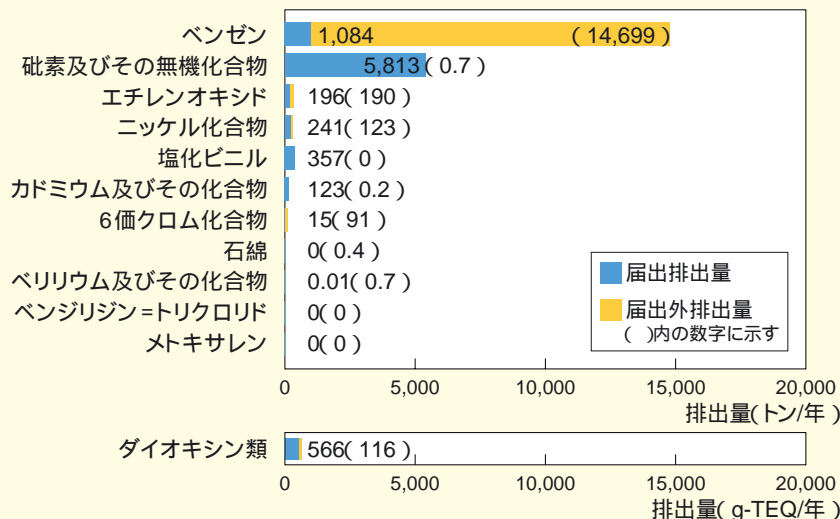 ベンゼン 1,084 (14,699)
砒素及びその無機化合物 5,813(0.7)
エチレンオキシド 196(190)
ニッケル化合物 241(123)
塩化ビニル 357(0)
カドミウム及びその化合物 123(0.2)
6価クロム化合物 15(91)
石綿 0(0.4)
ベリリウム及びその化合物 0.01(0.7)
ベンジリジン=トリクロリド 0(0)
メトキサレン 0(0)
届出排出量
届出外排出量
( )内の数字に示す
0 5,000 10,000 15,000 20,000
排出量(トン/年)
ダイオキシン類 566(116)
0 5,000 10,000 15,000 20,000
排出量(g-TEQ/年)